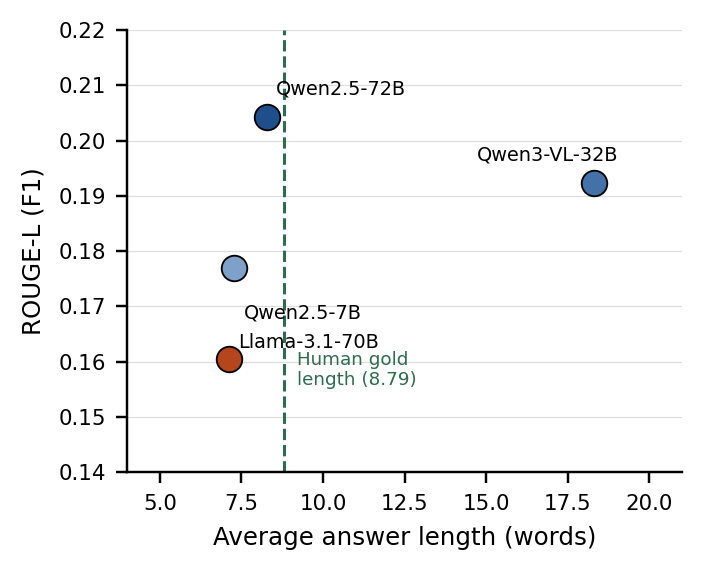 0.22
0.21
0.20
0.19
0.18
0.17
0.16
0.15
0.14
ROUGE-L (F1)
Qwen2.5-72B
Qwen3-VL-32B
Qwen2.5-7B
Llama-3.1-70B
Human gold
length (8.79)
5.0 7.5 10.0 12.5 15.0 17.5 20.0
Average answer length (words)